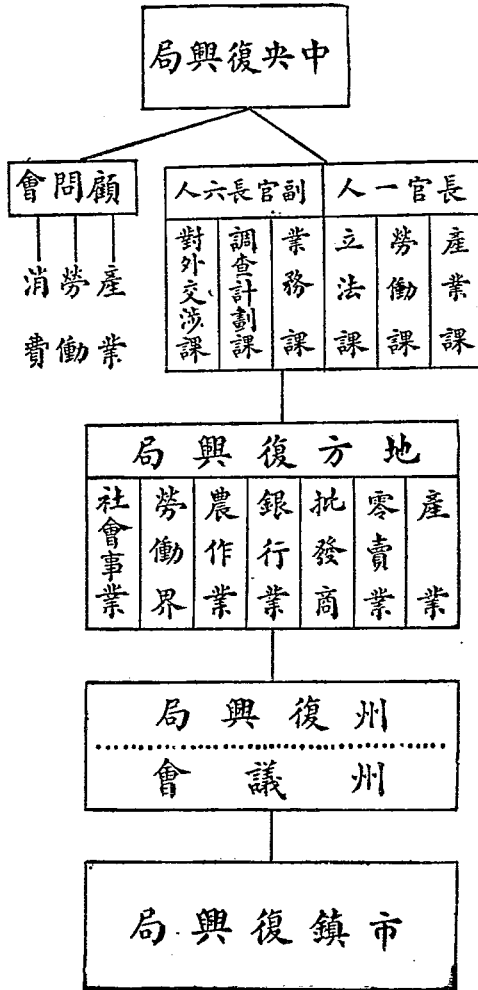 中央復興局
顧問會
產業
勞働
消費
長官一人
副官長六人
產業課
勞働課
立法課
業務課
調查計劃課
對外交涉課
地方復興局
產業
零賣業
批發商
銀行業
農作業
勞働界
社會事業
州復興局
州議會
市鎮復興局